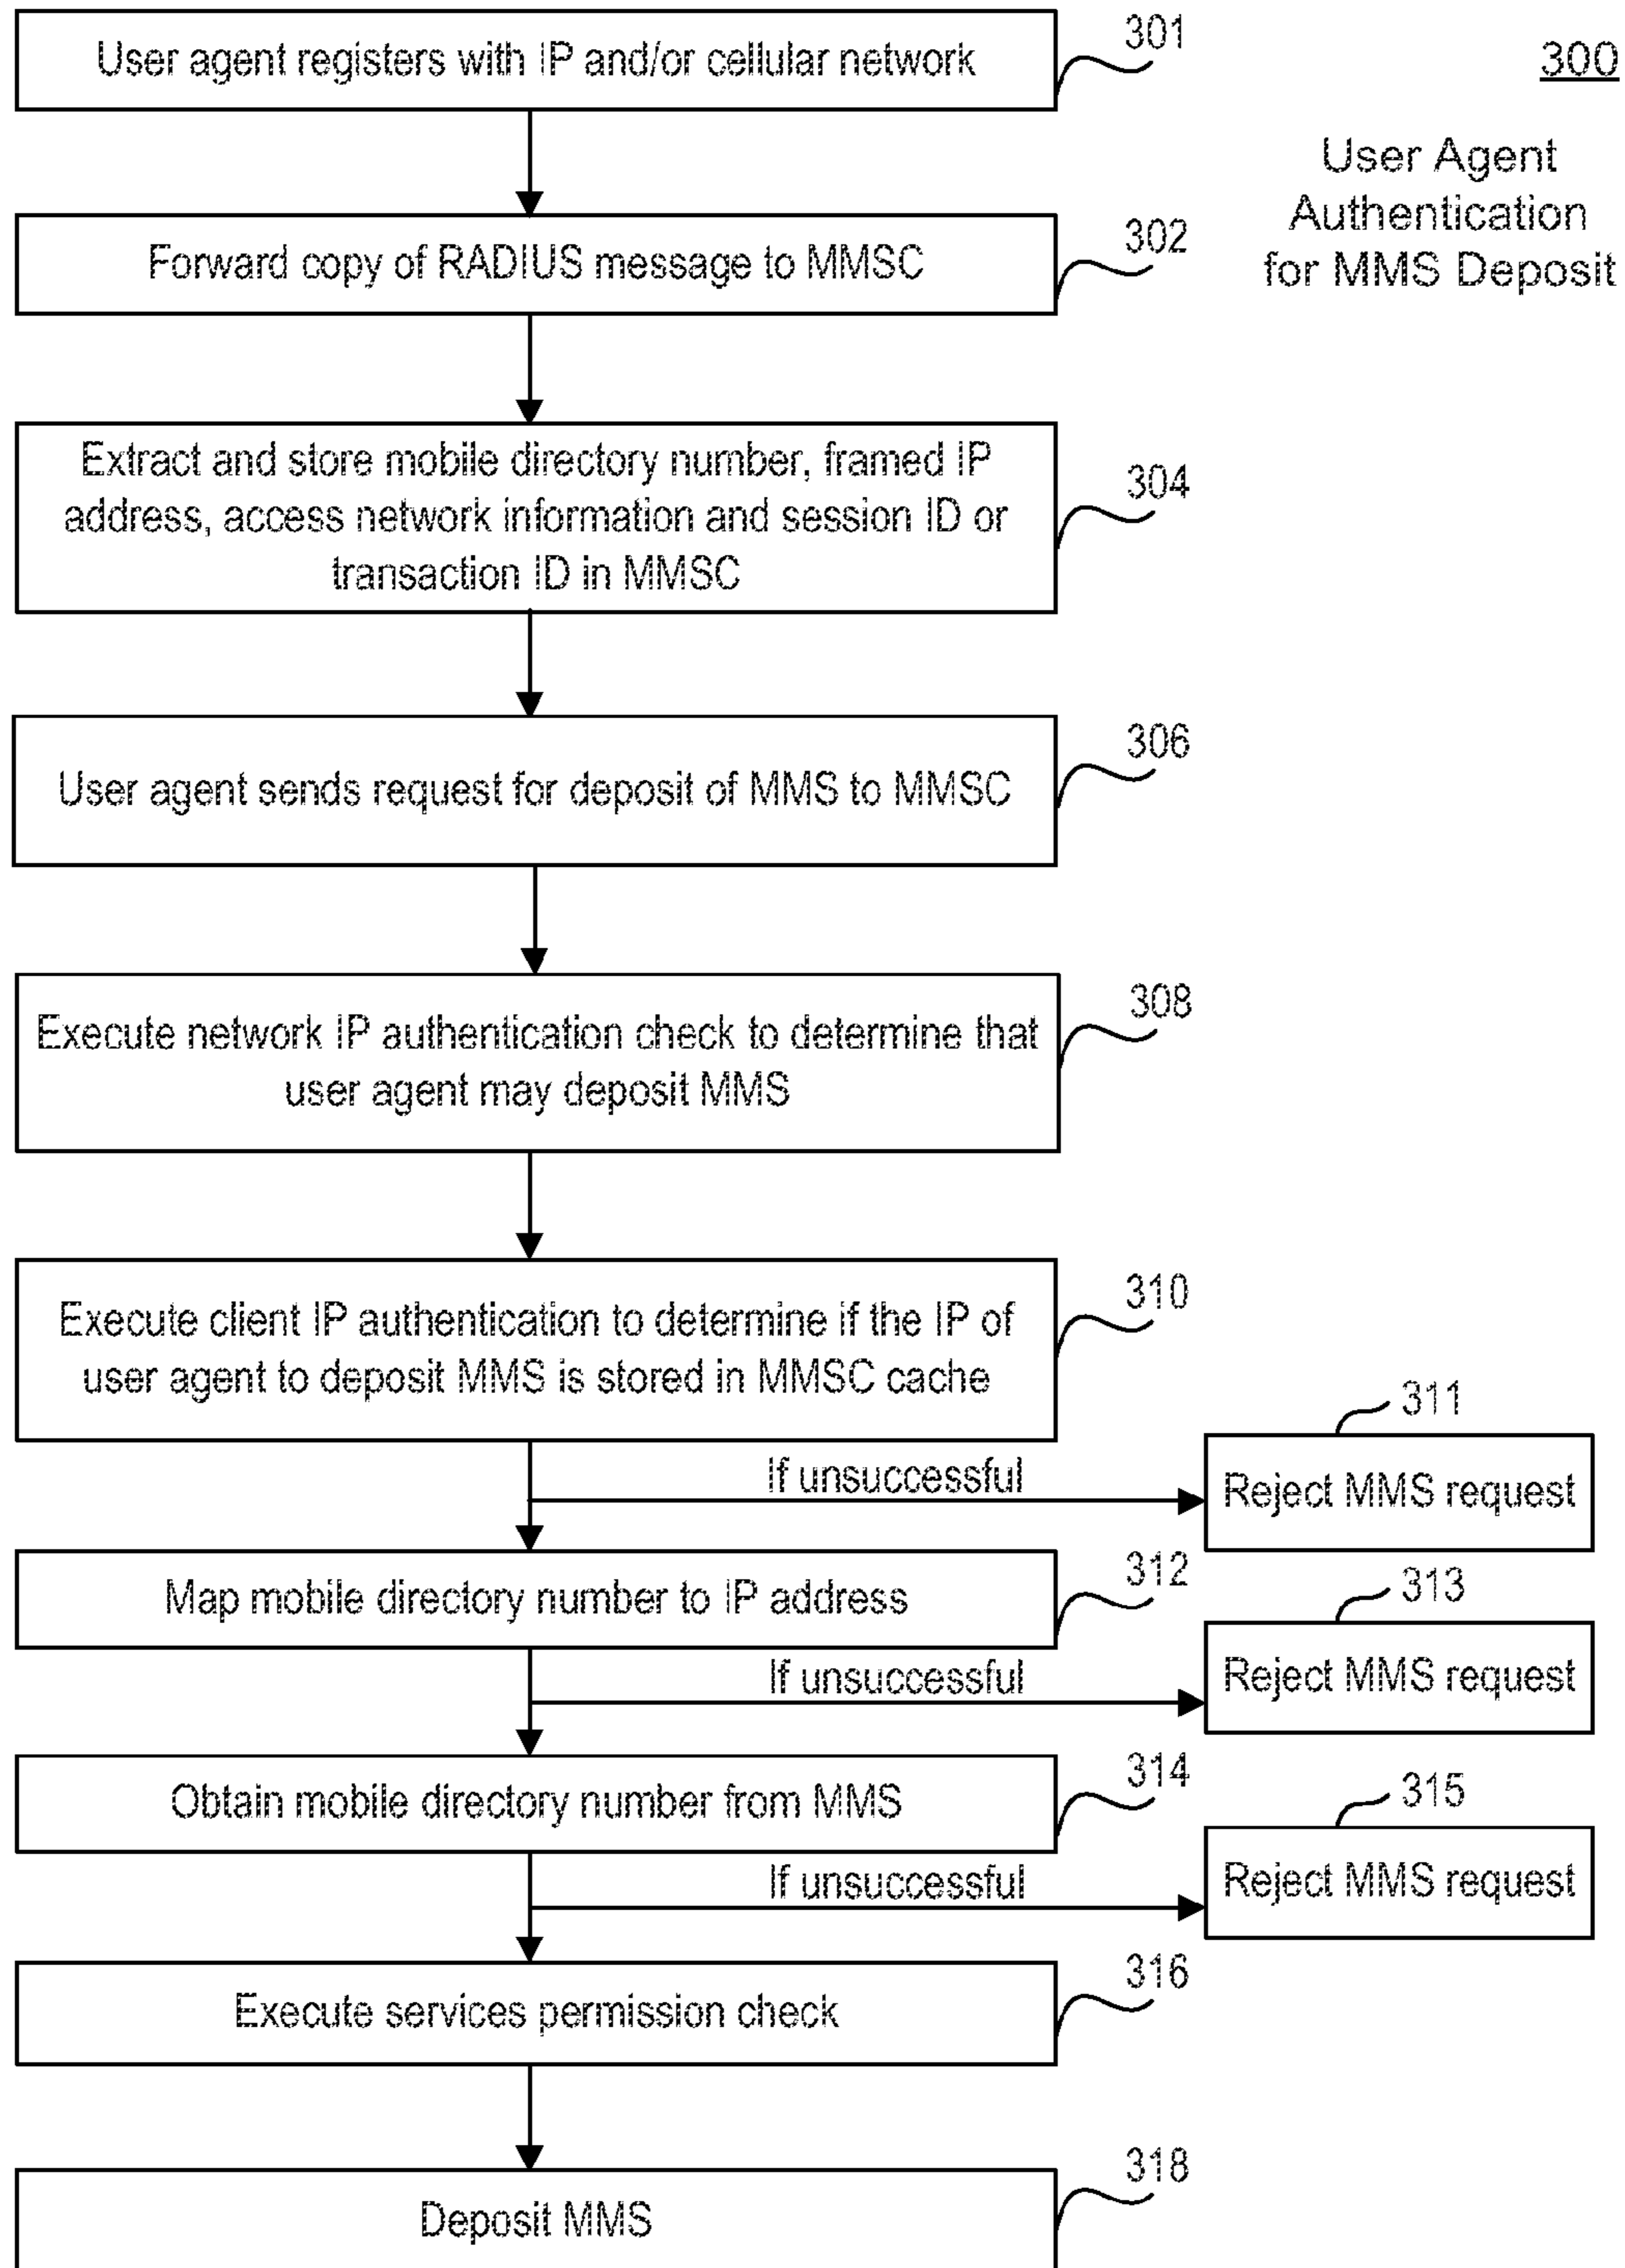 User agent registers with IP and/or cellular network
301
300
User Agent
Authentication
for MMS Deposit
Forward copy of RADIUS message to MMSC
302
Extract and store mobile directory number, framed IP
address, access network information and session ID or
transaction ID in MMSC
304
User agent sends request for deposit of MMS to MMSC
306
Execute network IP authentication check to determine that
user agent may deposit MMS
308
Execute client IP authentication to determine if the IP of
user agent to deposit MMS is stored in MMSC cache
310
If unsuccessful
311
Reject MMS request
Map mobile directory number to IP address
312
If unsuccessful
313
Reject MMS request
Obtain mobile directory number from MMS
314
If unsuccessful
315
Reject MMS request
Execute services permission check
316
Deposit MMS
318